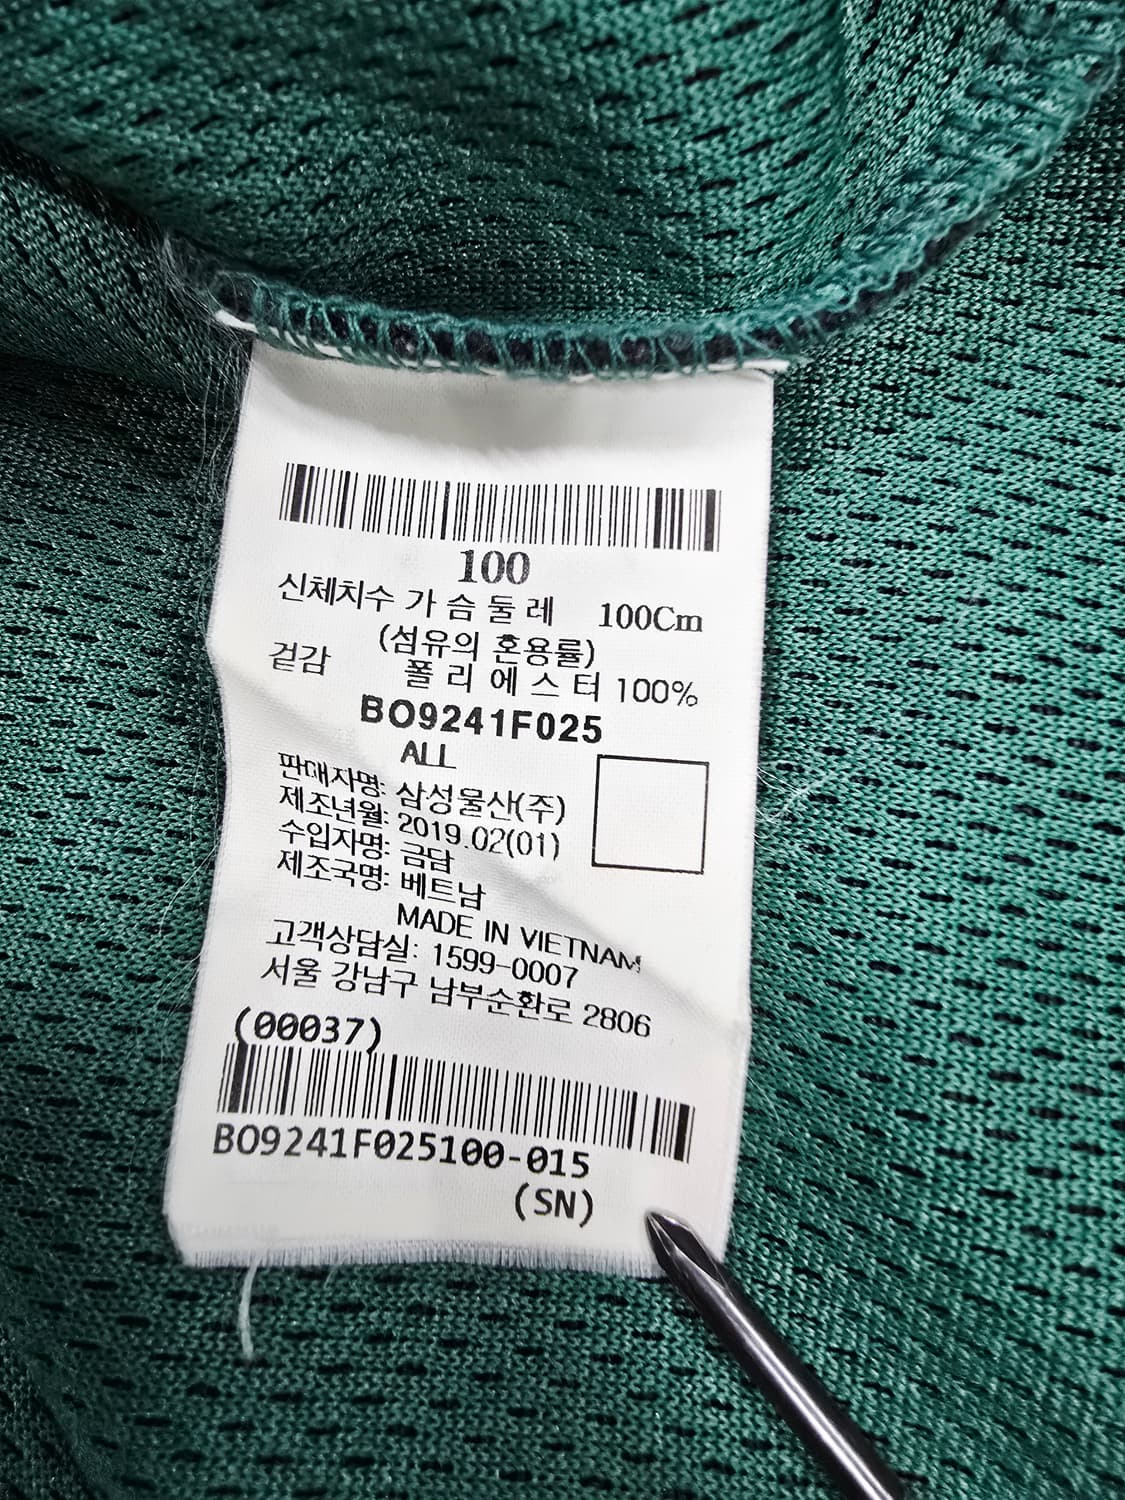 100
신체치수 가슴둘레 100Cm
(섬유의 혼용률)
겉감 폴리에스터 100%
BO9241F025
ALL
판매자명: 삼성물산(주)
제조년월: 2019.02(01)
수입자명: 금담
제조국명: 베트남
MADE IN VIETNAM
고객상담실: 1599-0007
서울 강남구 남부순환로 2806
(00037)
BO9241F025100-015
(SN)